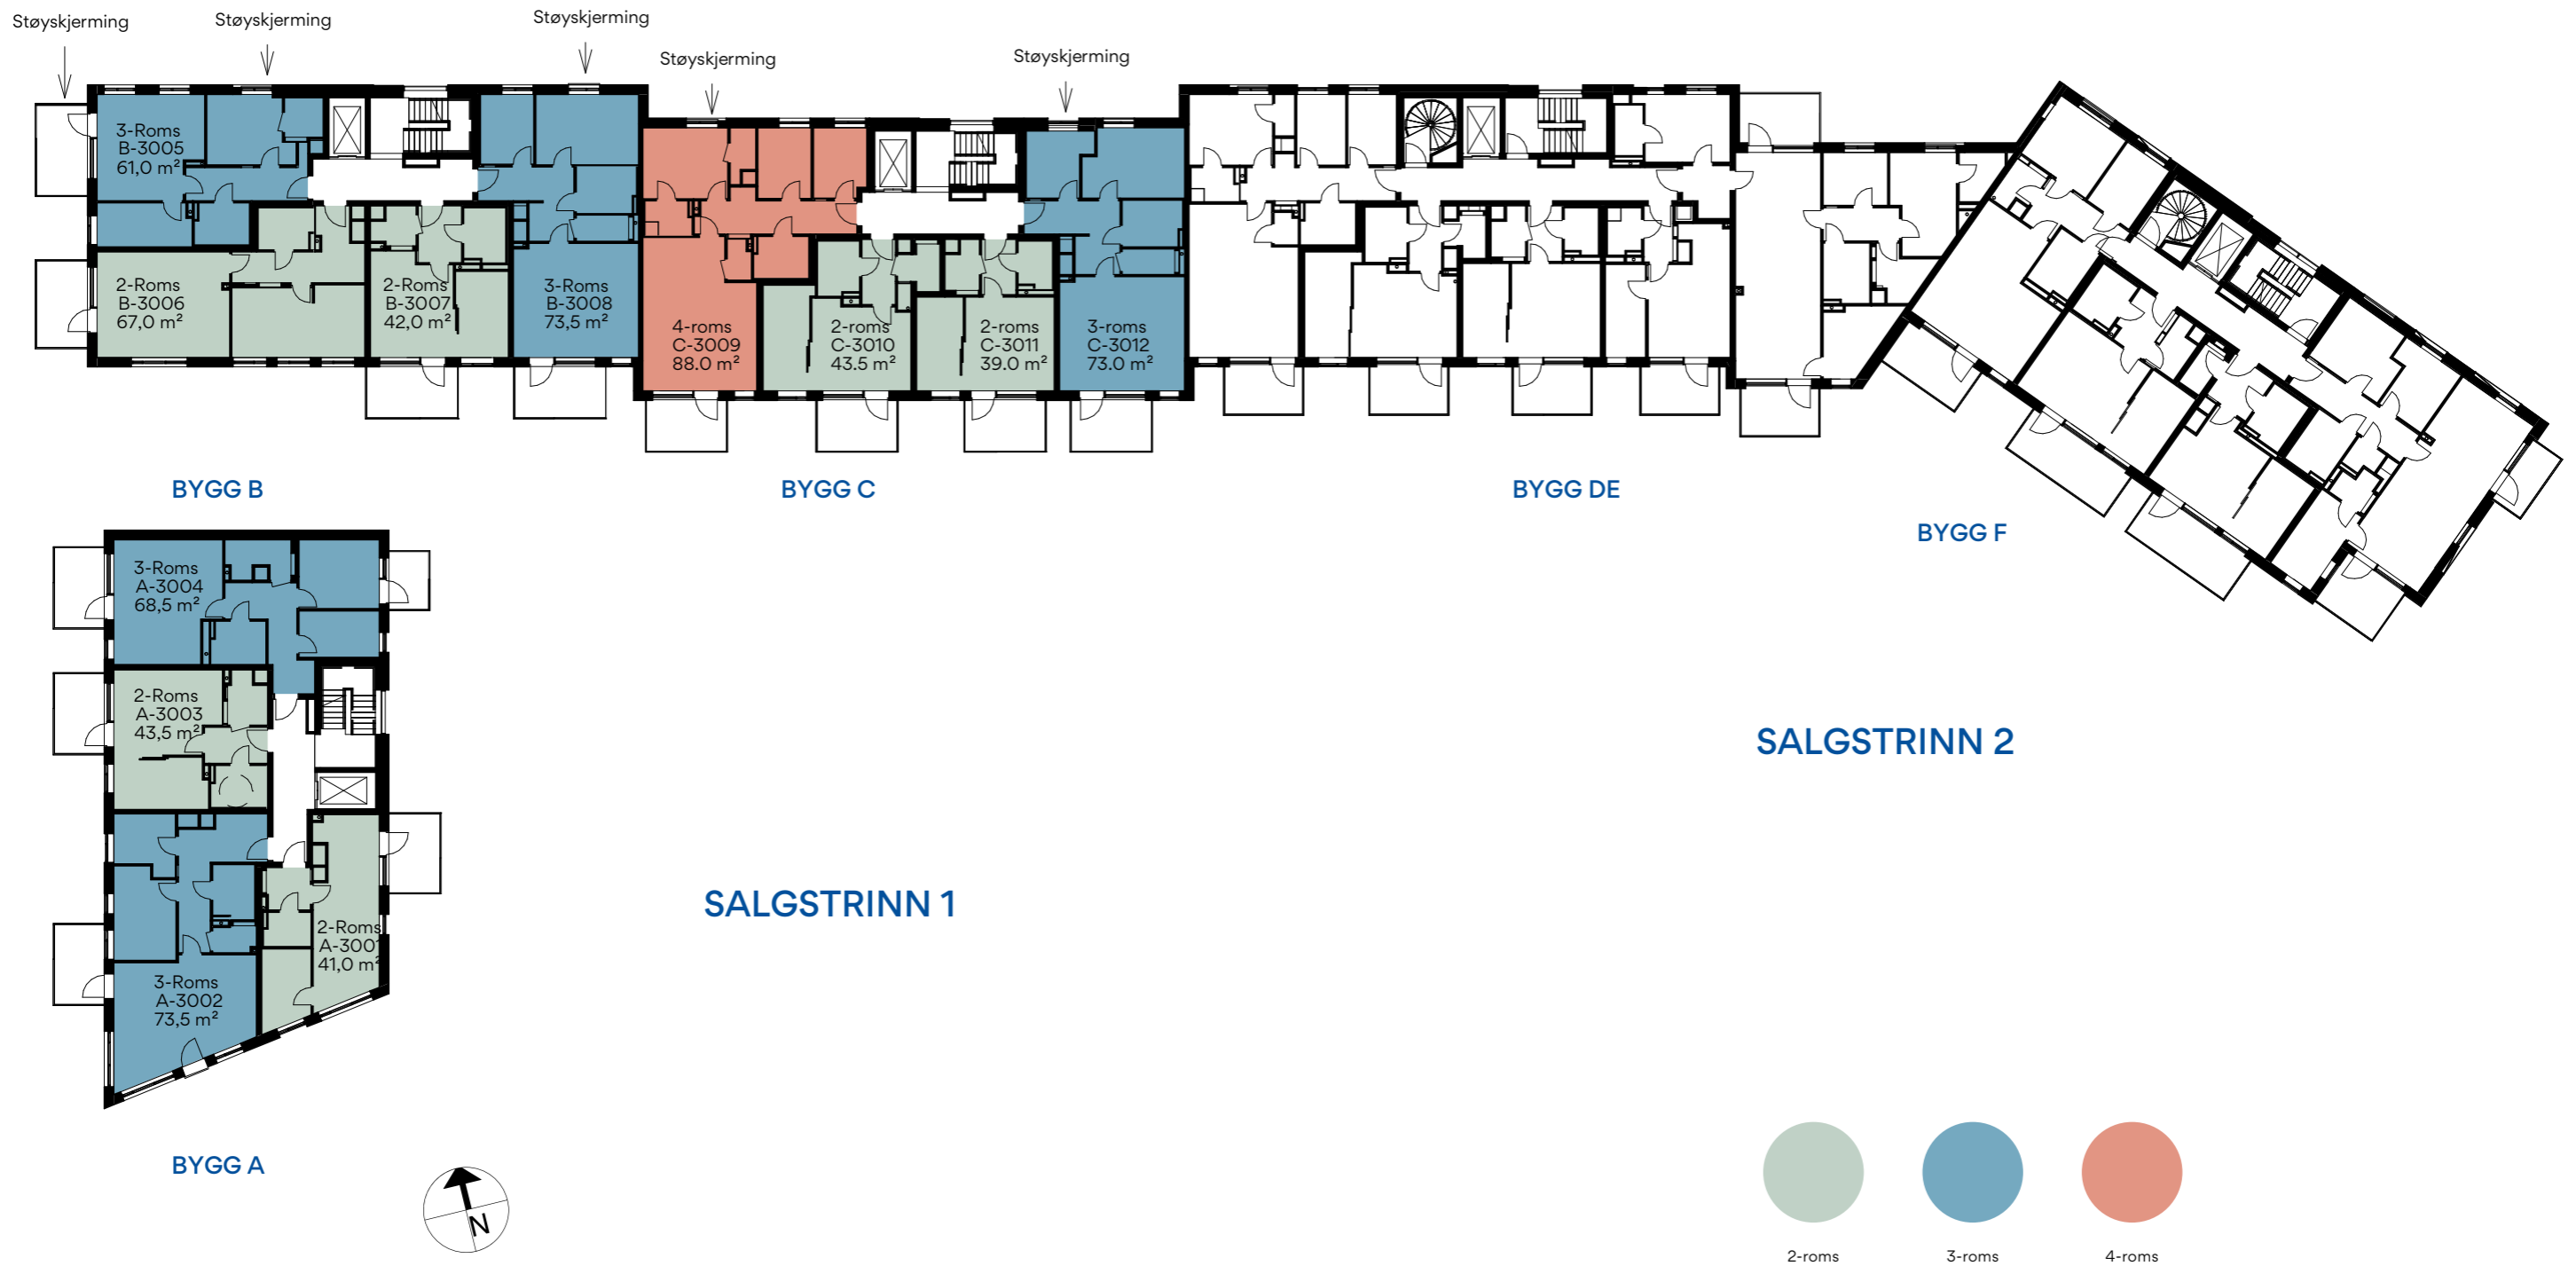 Støyskjerming
Støyskjerming
Støyskjerming
Støyskjerming
Støyskjerming
3-Roms
B-3005
61,0 m²
2-Roms
B-3006
67,0 m²
2-Roms
B-3007
42,0 m²
3-Roms
B-3008
73,5 m²
4-roms
C-3009
88.0 m²
2-roms
C-3010
43.5 m²
2-roms
C-3011
39.0 m²
3-roms
C-3012
73.0 m²
BYGG B
BYGG C
BYGG DE
BYGG F
3-Roms
A-3004
68,5 m²
2-Roms
A-3003
43,5 m²
2-Roms
A-3001
41,0 m²
3-Roms
A-3002
73,5 m²
SALGSTRINN 2
SALGSTRINN 1
BYGG A
N
2-roms
3-roms
4-roms